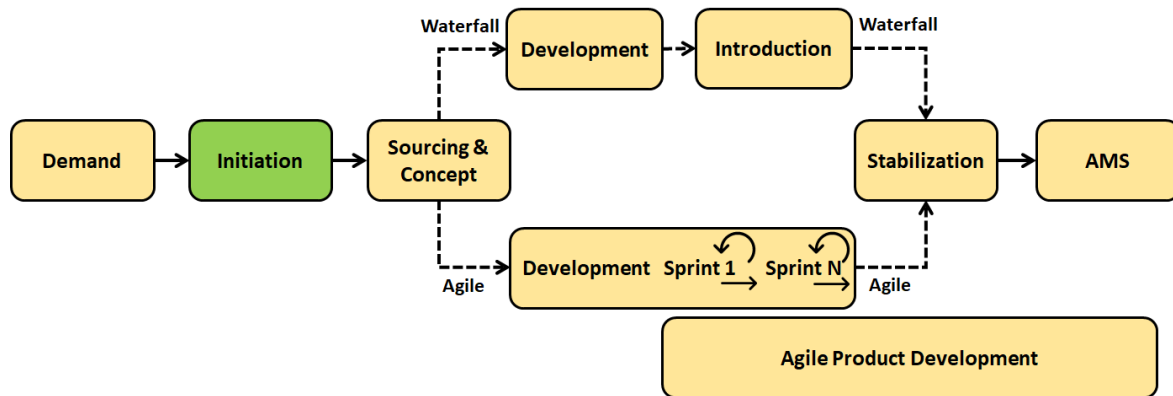 Waterfall
Development
Introduction
Waterfall
Demand
Initiation
Sourcing &
Concept
Stabilization
AMS
Agile
Development Sprint 1 Sprint N
Agile
Agile Product Development